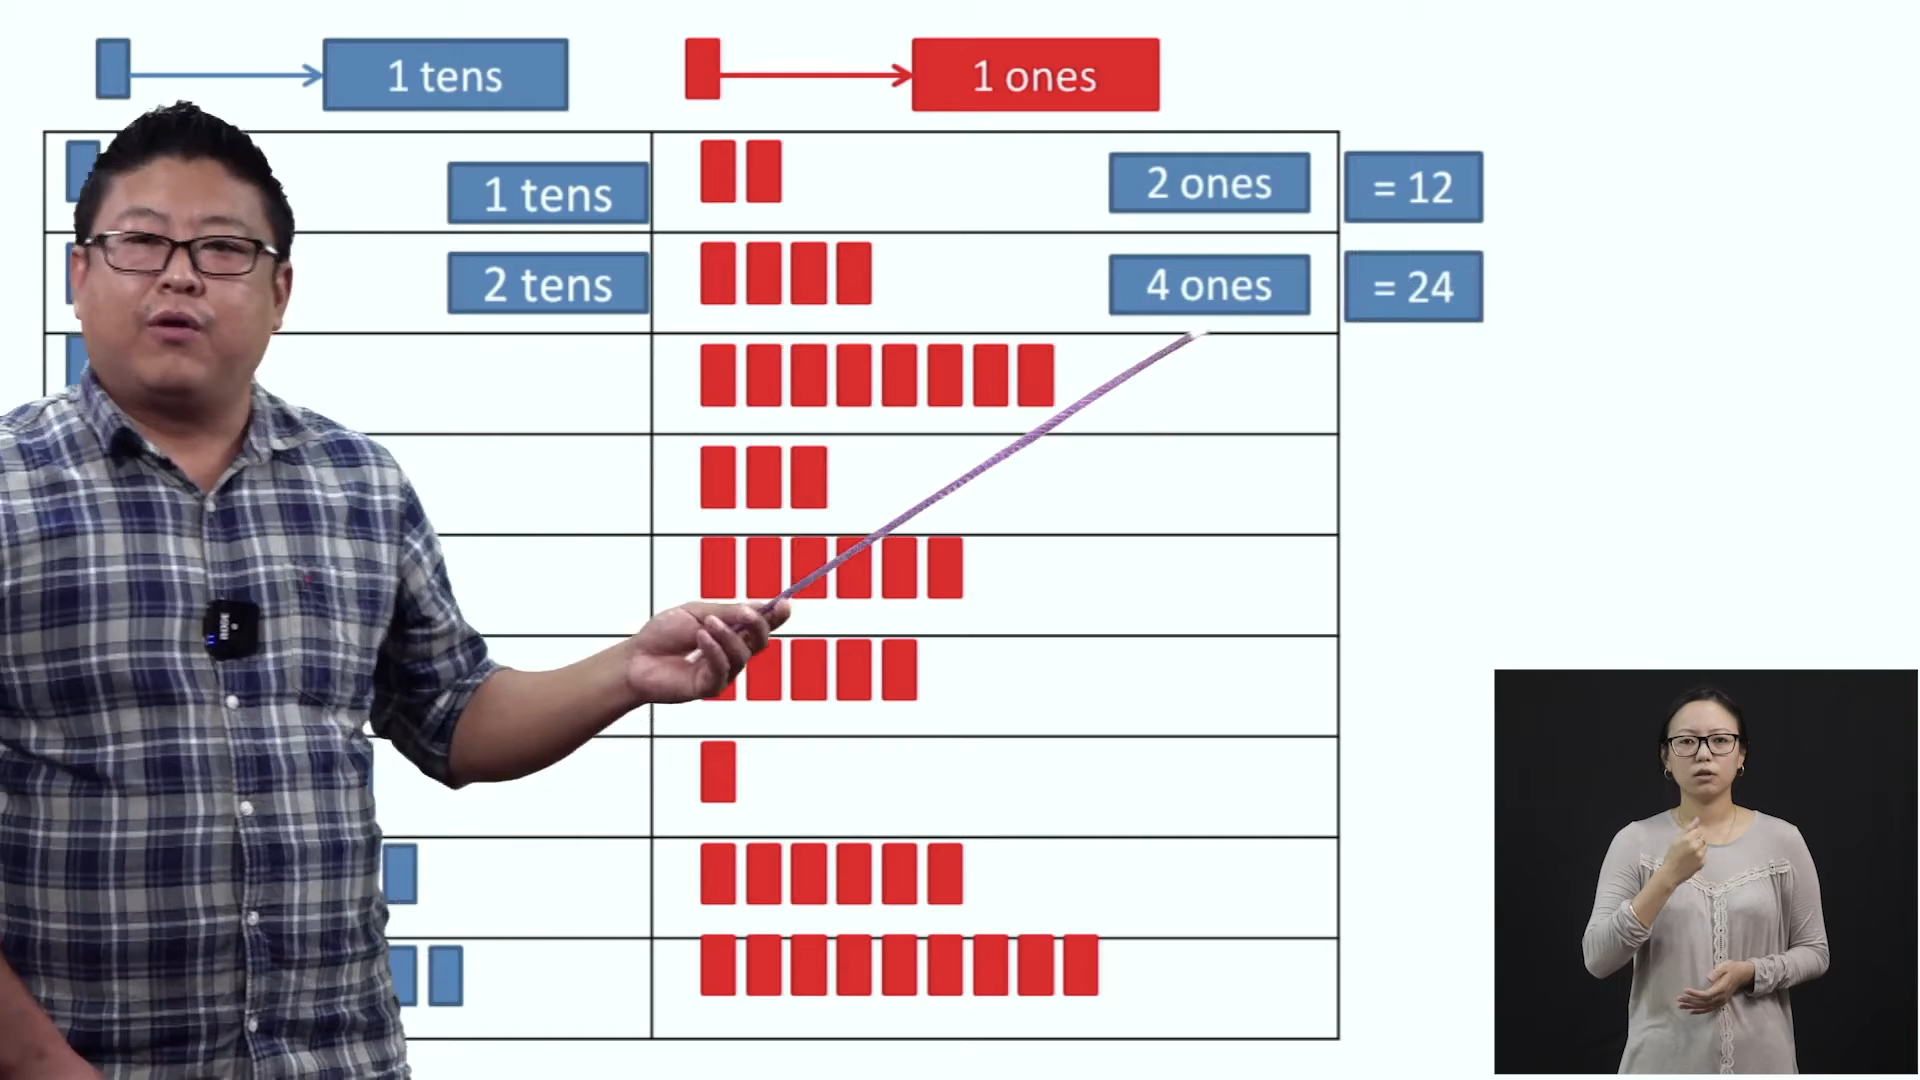 1 tens
1 ones
1 tens
2 ones
= 12
2 tens
4 ones
= 24